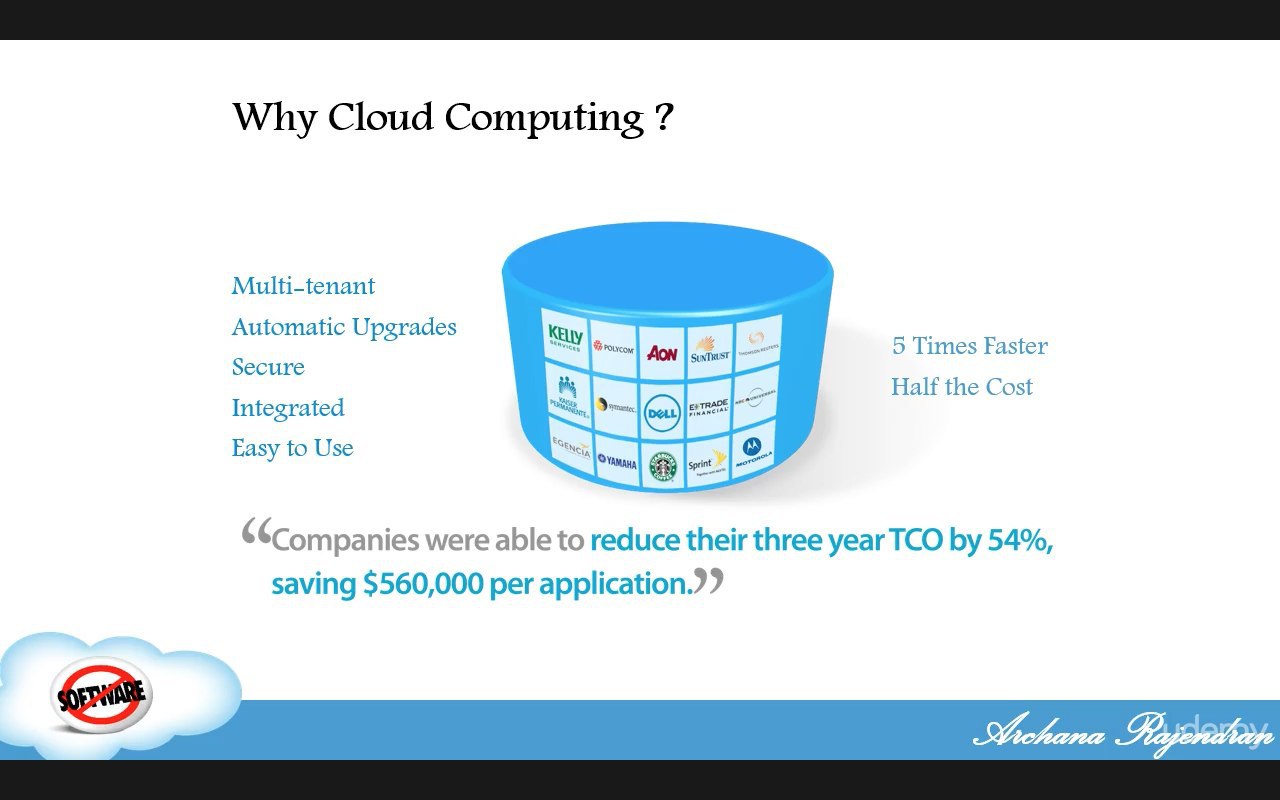 Why Cloud Computing ?
Multi-tenant
Automatic Upgrades
Secure
Integrated
Easy to Use
KELLY
SERVICES
POLYCOM
AON
SUNTRUST
THOMSON REUTERS
KAISER
PERMANENTE
symantec.
DELL
E*TRADE
FINANCIAL
NBC UNIVERSAL
EGENCIA
YAMAHA
STARBUCKS
COFFEE
Sprint
MOTOROLA
5 Times Faster
Half the Cost
“Companies were able to reduce their three year TCO by 54%,
saving $560,000 per application.”
SOFTWARE
Archana Rajendran
udemy